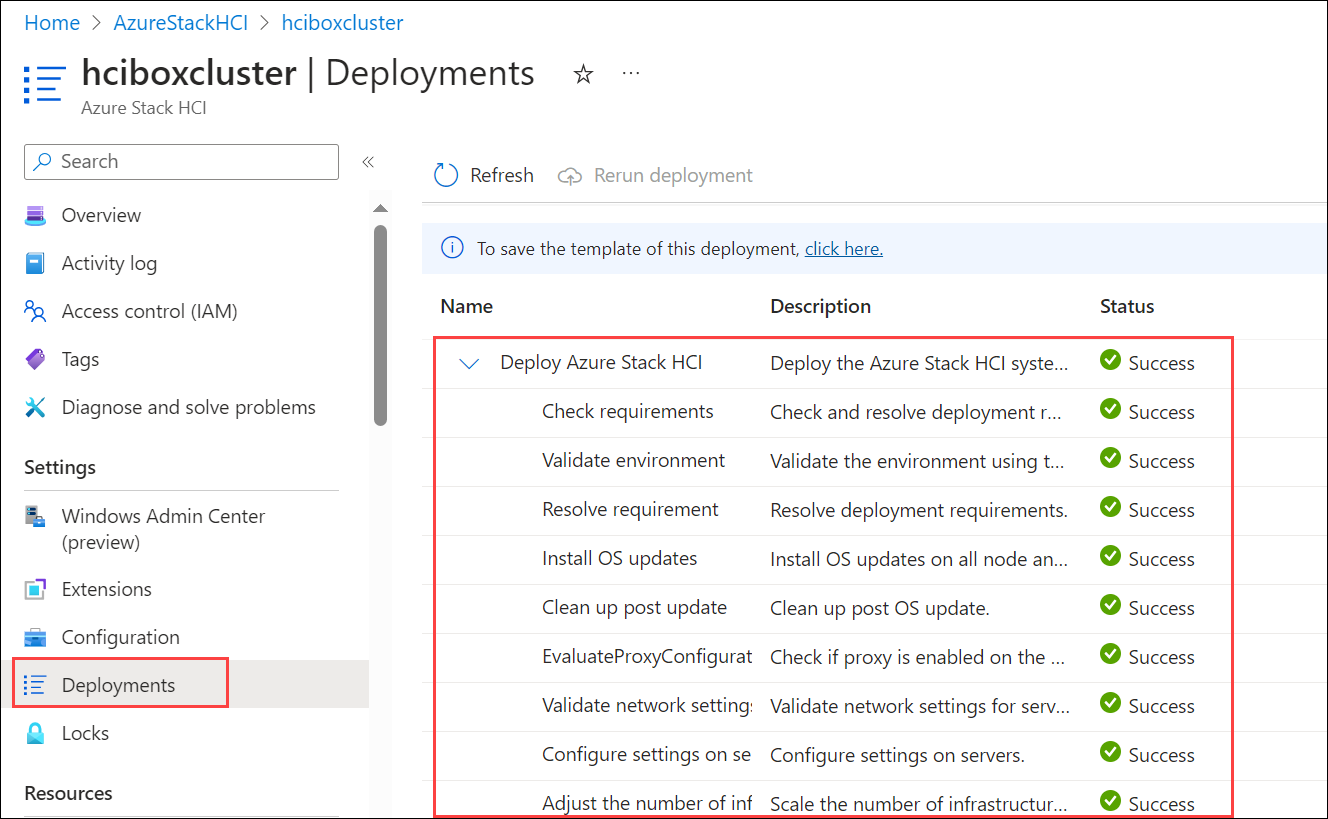 Home > AzureStackHCI > hciboxcluster
hciboxcluster | Deployments
Azure Stack HCI
Search
Overview
Activity log
Access control (IAM)
Tags
Diagnose and solve problems
Settings
Windows Admin Center
(preview)
Extensions
Configuration
Deployments
Locks
Resources
Refresh Rerun deployment
To save the template of this deployment, click here.
Name Description Status
Deploy Azure Stack HCI Deploy the Azure Stack HCI syste... Success
Check requirements Check and resolve deployment r... Success
Validate environment Validate the environment using t... Success
Resolve requirement Resolve deployment requirements. Success
Install OS updates Install OS updates on all node an... Success
Clean up post update Clean up post OS update. Success
EvaluateProxyConfigurat Check if proxy is enabled on the ... Success
Validate network settings Validate network settings for serv... Success
Configure settings on se Configure settings on servers. Success
Adjust the number of inf Scale the number of infrastructur... Success